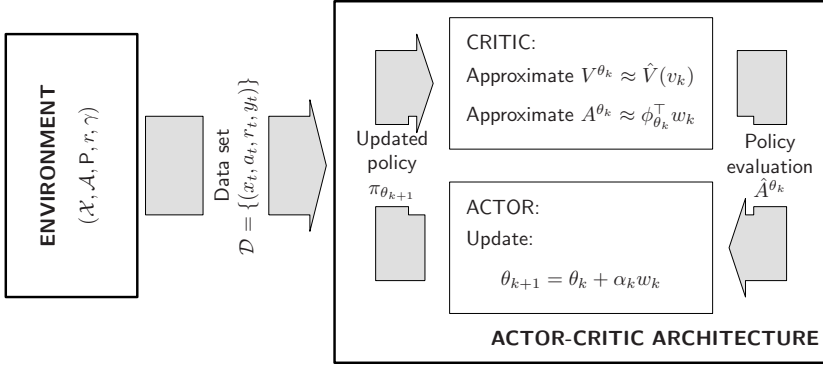 ENVIRONMENT
(𝒳, 𝒜, P, r, γ)
Data set
𝒟 = {(x_t, a_t, r_t, y_t)}
Updated
policy
π_{θ_{k+1}}
CRITIC:
Approximate V^{θ_k} ≈ V̂(v_k)
Approximate A^{θ_k} ≈ ϕ_{θ_k}^⊤ w_k
Policy
evaluation
Â^{θ_k}
ACTOR:
Update:
θ_{k+1} = θ_k + α_k w_k
ACTOR-CRITIC ARCHITECTURE